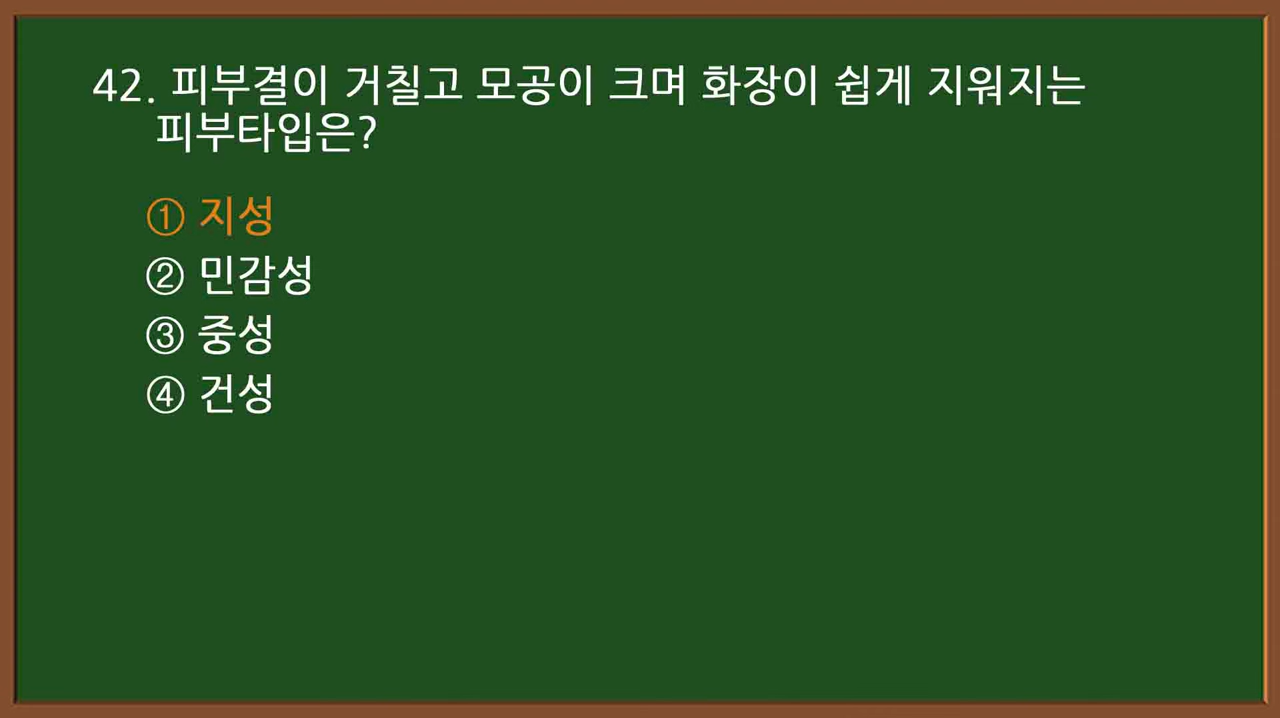 42. 피부결이 거칠고 모공이 크며 화장이 쉽게 지워지는
피부타입은?
① 지성
② 민감성
③ 중성
④ 건성